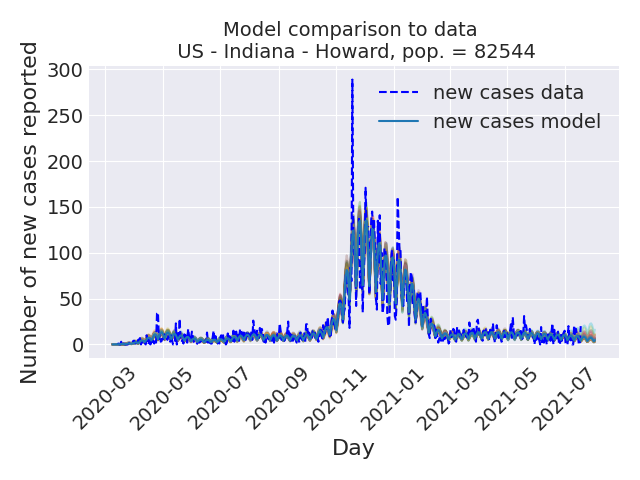 Model comparison to data
US - Indiana - Howard, pop. = 82544
Number of new cases reported
300
250
200
150
100
50
0
new cases data
new cases model
2020-03
2020-05
2020-07
2020-09
2020-11
2021-01
2021-03
2021-05
2021-07
Day